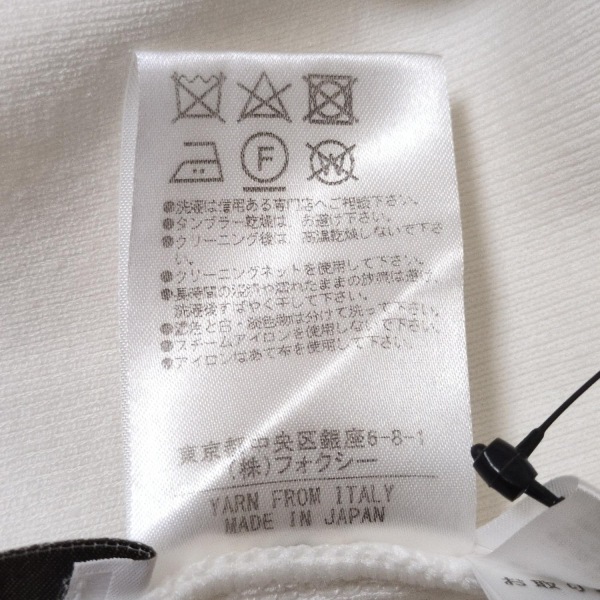 F
W
●洗濯は信用ある専門店へご相談下さい。
●タンブラー乾燥は、お避け下さい。
●クリーニング後は、高温乾燥しないで下さ
い。
●クリーニングネットを使用して下さい。
●長時間の浸漬や濡れたままの放置は避け、
洗濯後すばやく干して下さい。
●濃色と白・淡色物は分けて洗って下さい。
●スチームアイロンを使用しないで下さい。
●アイロンはあて布を使用して下さい。
東京都中央区銀座6-8-1
(株)フォクシー
YARN FROM ITALY
MADE IN JAPAN
お取り